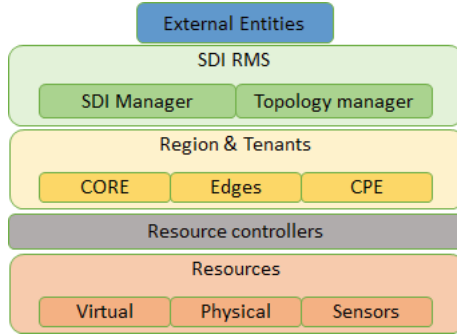 External Entities
SDI RMS
SDI Manager
Topology manager
Region & Tenants
CORE
Edges
CPE
Resource controllers
Resources
Virtual
Physical
Sensors